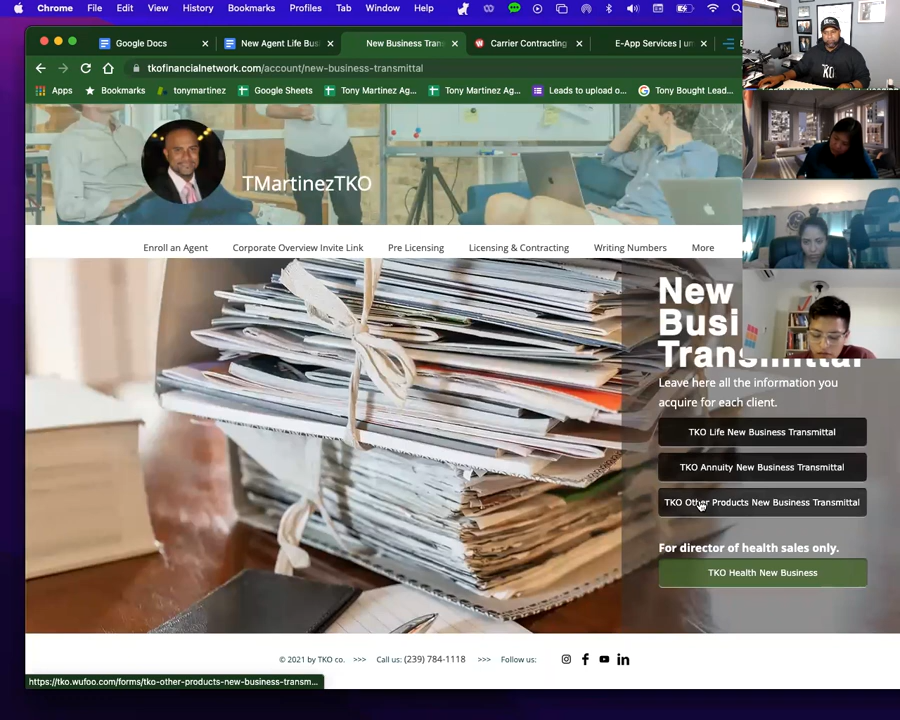 Chrome File Edit View History Bookmarks Profiles Tab Window Help
Google Docs New Agent Life Busi New Business Trans Carrier Contracting E-App Services | um
tkofinancialnetwork.com/account/new-business-transmittal
Apps Bookmarks tonymartinez Google Sheets Tony Martinez Ag... Tony Martinez Ag... Leads to upload o... Tony Bought Lead...
TMartinezTKO
Enroll an Agent Corporate Overview Invite Link Pre Licensing Licensing & Contracting Writing Numbers More
New
Busi
Transmittal
Leave here all the information you
acquire for each client.
TKO Life New Business Transmittal
TKO Annuity New Business Transmittal
TKO Other Products New Business Transmittal
For director of health sales only.
TKO Health New Business
© 2021 by TKO co. >>> Call us: (239) 784-1118 >>> Follow us:
https://tko.wufoo.com/forms/tko-other-products-new-business-transm...